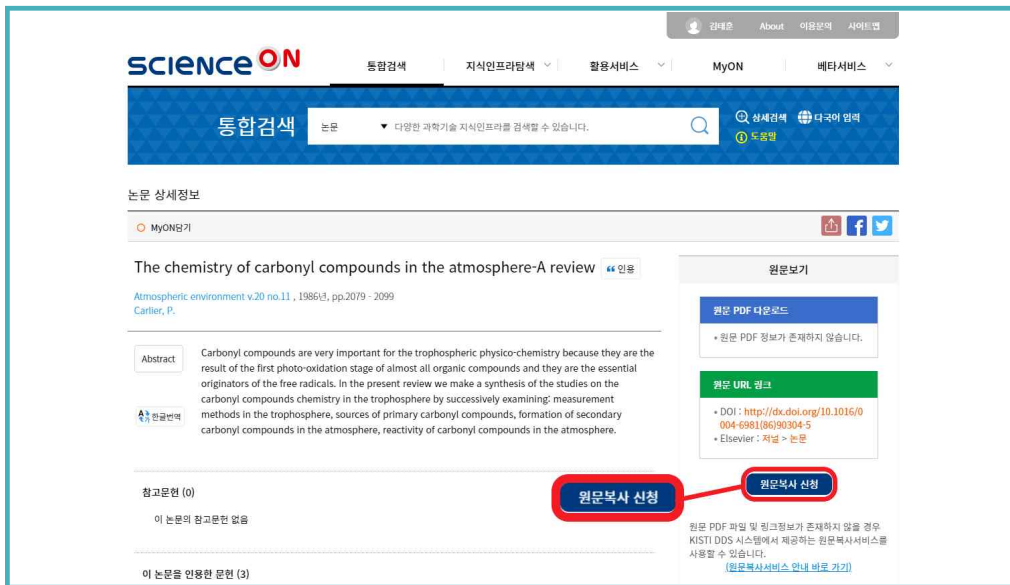 김태훈 About 이용문의 사이트맵
SCIENCE ON
통합검색 지식인프라탐색 활용서비스 MyON 베타서비스
통합검색 논문 다양한 과학기술 지식인프라를 검색할 수 있습니다. 상세검색 다국어 입력
도움말
논문 상세정보
MyON담기
The chemistry of carbonyl compounds in the atmosphere-A review 인용
Atmospheric environment v.20 no.11 , 1986년, pp.2079 - 2099
Carlier, P.
Abstract
Carbonyl compounds are very important for the trophospheric physico-chemistry because they are the
result of the first photo-oxidation stage of almost all organic compounds and they are the essential
originators of the free radicals. In the present review we make a synthesis of the studies on the
carbonyl compounds chemistry in the trophosphere by successively examining: measurement
methods in the trophosphere, sources of primary carbonyl compounds, formation of secondary
carbonyl compounds in the atmosphere, reactivity of carbonyl compounds in the atmosphere.
한글번역
참고문헌 (0)
이 논문의 참고문헌 없음
이 논문을 인용한 문헌 (3)
원문보기
원문 PDF 다운로드
• 원문 PDF 정보가 존재하지 않습니다.
원문 URL 링크
• DOI : http://dx.doi.org/10.1016/0
004-6981(86)90304-5
• Elsevier : 저널 > 논문
원문복사 신청
원문복사 신청
원문 PDF 파일 및 링크정보가 존재하지 않을 경우
KISTI DDS 시스템에서 제공하는 원문복사서비스를
사용할 수 있습니다.
(원문복사서비스 안내 바로 가기)